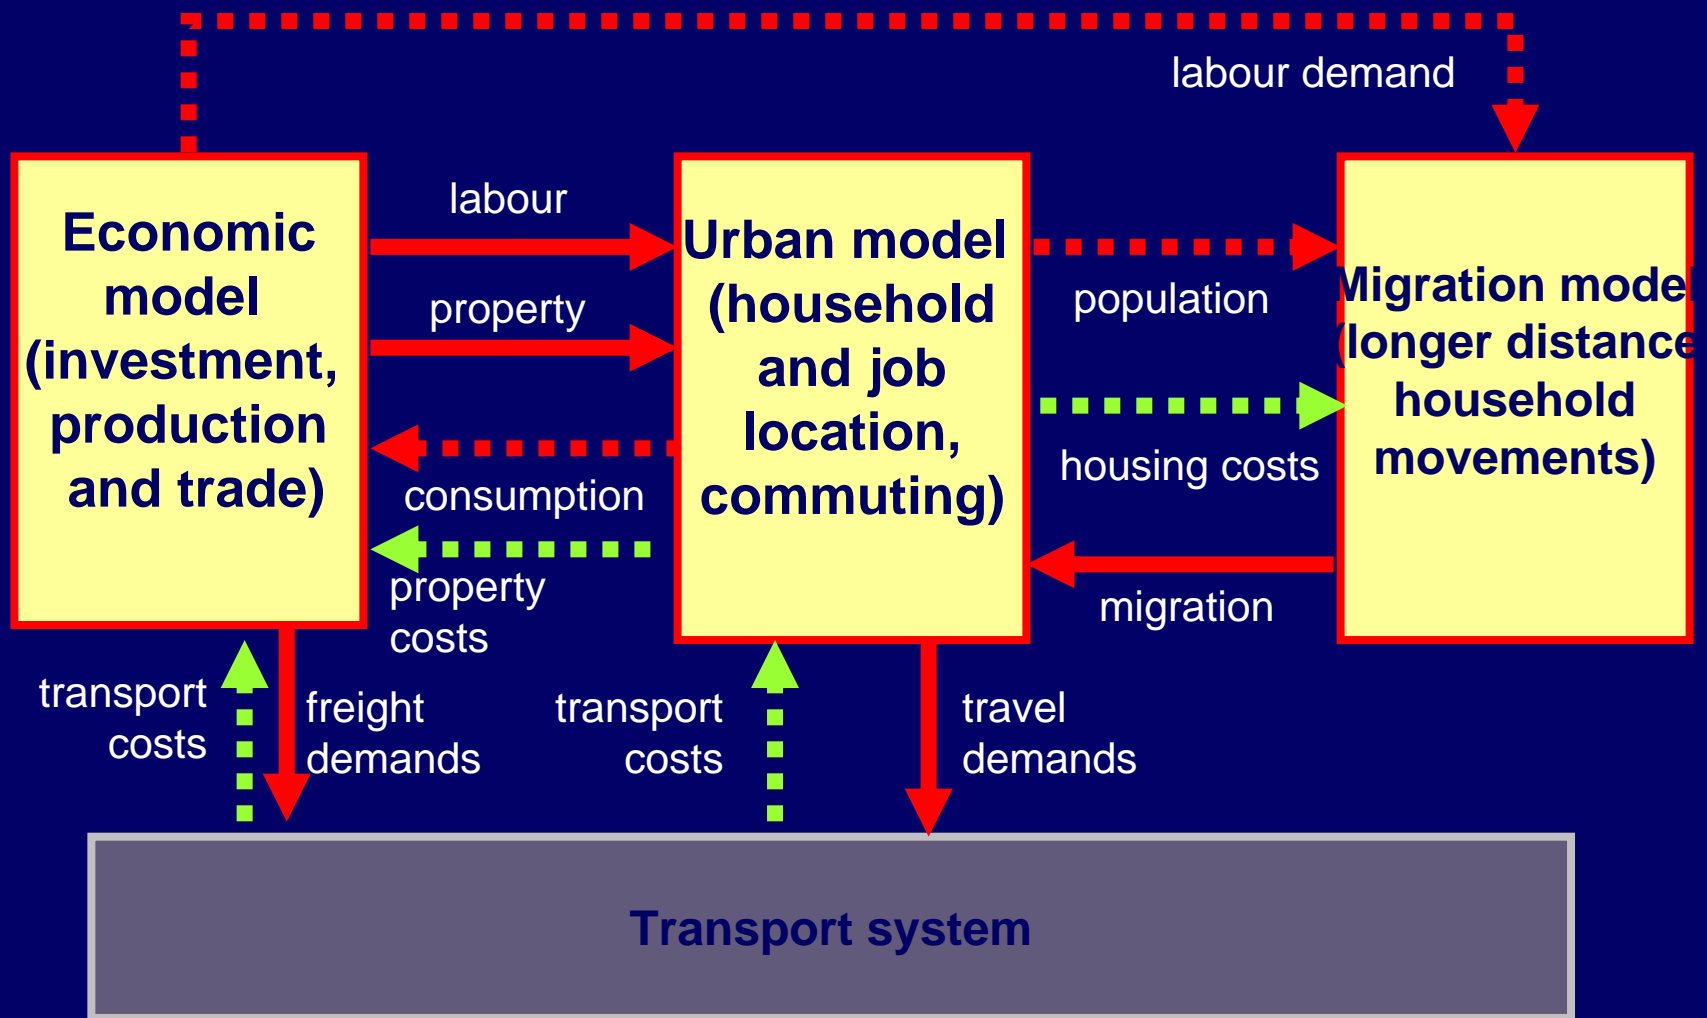 labour demand
Economic
model
(investment,
production
and trade)
labour
property
consumption
property
costs
Urban model
(household
and job
location,
commuting)
population
housing costs
migration
Migration model
(longer distance
household
movements)
transport
costs
freight
demands
transport
costs
travel
demands
Transport system